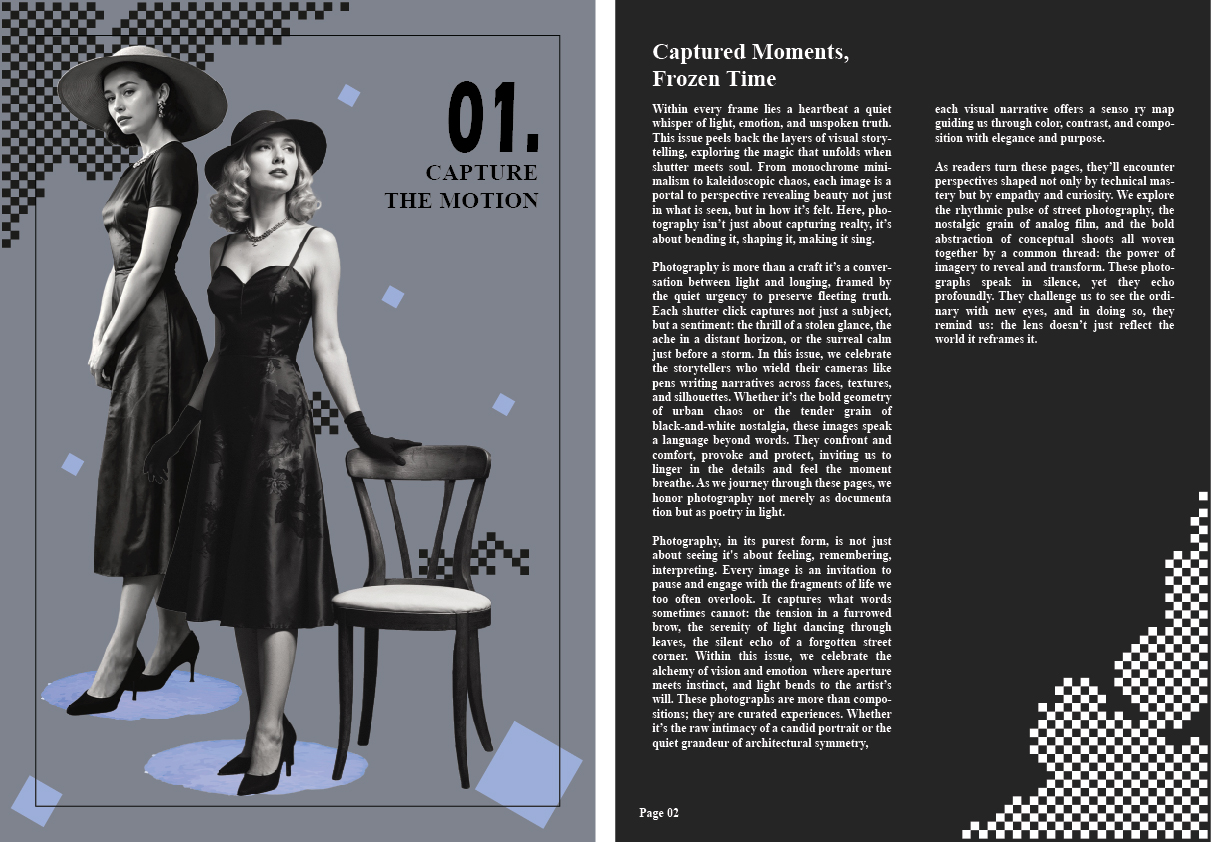 01.
CAPTURE
THE MOTION
Captured Moments,
Frozen Time
Within every frame lies a heartbeat a quiet
whisper of light, emotion, and unspoken truth.
This issue peels back the layers of visual story-
telling, exploring the magic that unfolds when
shutter meets soul. From monochrome mini-
malism to kaleidoscopic chaos, each image is a
portal to perspective revealing beauty not just
in what is seen, but in how it’s felt. Here, pho-
tography isn’t just about capturing realty, it’s
about bending it, shaping it, making it sing.
Photography is more than a craft it’s a conver-
sation between light and longing, framed by
the quiet urgency to preserve fleeting truth.
Each shutter click captures not just a subject,
but a sentiment: the thrill of a stolen glance, the
ache in a distant horizon, or the surreal calm
just before a storm. In this issue, we celebrate
the storytellers who wield their cameras like
pens writing narratives across faces, textures,
and silhouettes. Whether it’s the bold geometry
of urban chaos or the tender grain of
black-and-white nostalgia, these images speak
a language beyond words. They confront and
comfort, provoke and protect, inviting us to
linger in the details and feel the moment
breathe. As we journey through these pages, we
honor photography not merely as documenta
tion but as poetry in light.
Photography, in its purest form, is not just
about seeing it's about feeling, remembering,
interpreting. Every image is an invitation to
pause and engage with the fragments of life we
too often overlook. It captures what words
sometimes cannot: the tension in a furrowed
brow, the serenity of light dancing through
leaves, the silent echo of a forgotten street
corner. Within this issue, we celebrate the
alchemy of vision and emotion where aperture
meets instinct, and light bends to the artist’s
will. These photographs are more than compo-
sitions; they are curated experiences. Whether
it’s the raw intimacy of a candid portrait or the
quiet grandeur of architectural symmetry,
each visual narrative offers a senso ry map
guiding us through color, contrast, and compo-
sition with elegance and purpose.
As readers turn these pages, they’ll encounter
perspectives shaped not only by technical mas-
tery but by empathy and curiosity. We explore
the rhythmic pulse of street photography, the
nostalgic grain of analog film, and the bold
abstraction of conceptual shoots all woven
together by a common thread: the power of
imagery to reveal and transform. These photo-
graphs speak in silence, yet they echo
profoundly. They challenge us to see the ordi-
nary with new eyes, and in doing so, they
remind us: the lens doesn’t just reflect the
world it reframes it.
Page 02